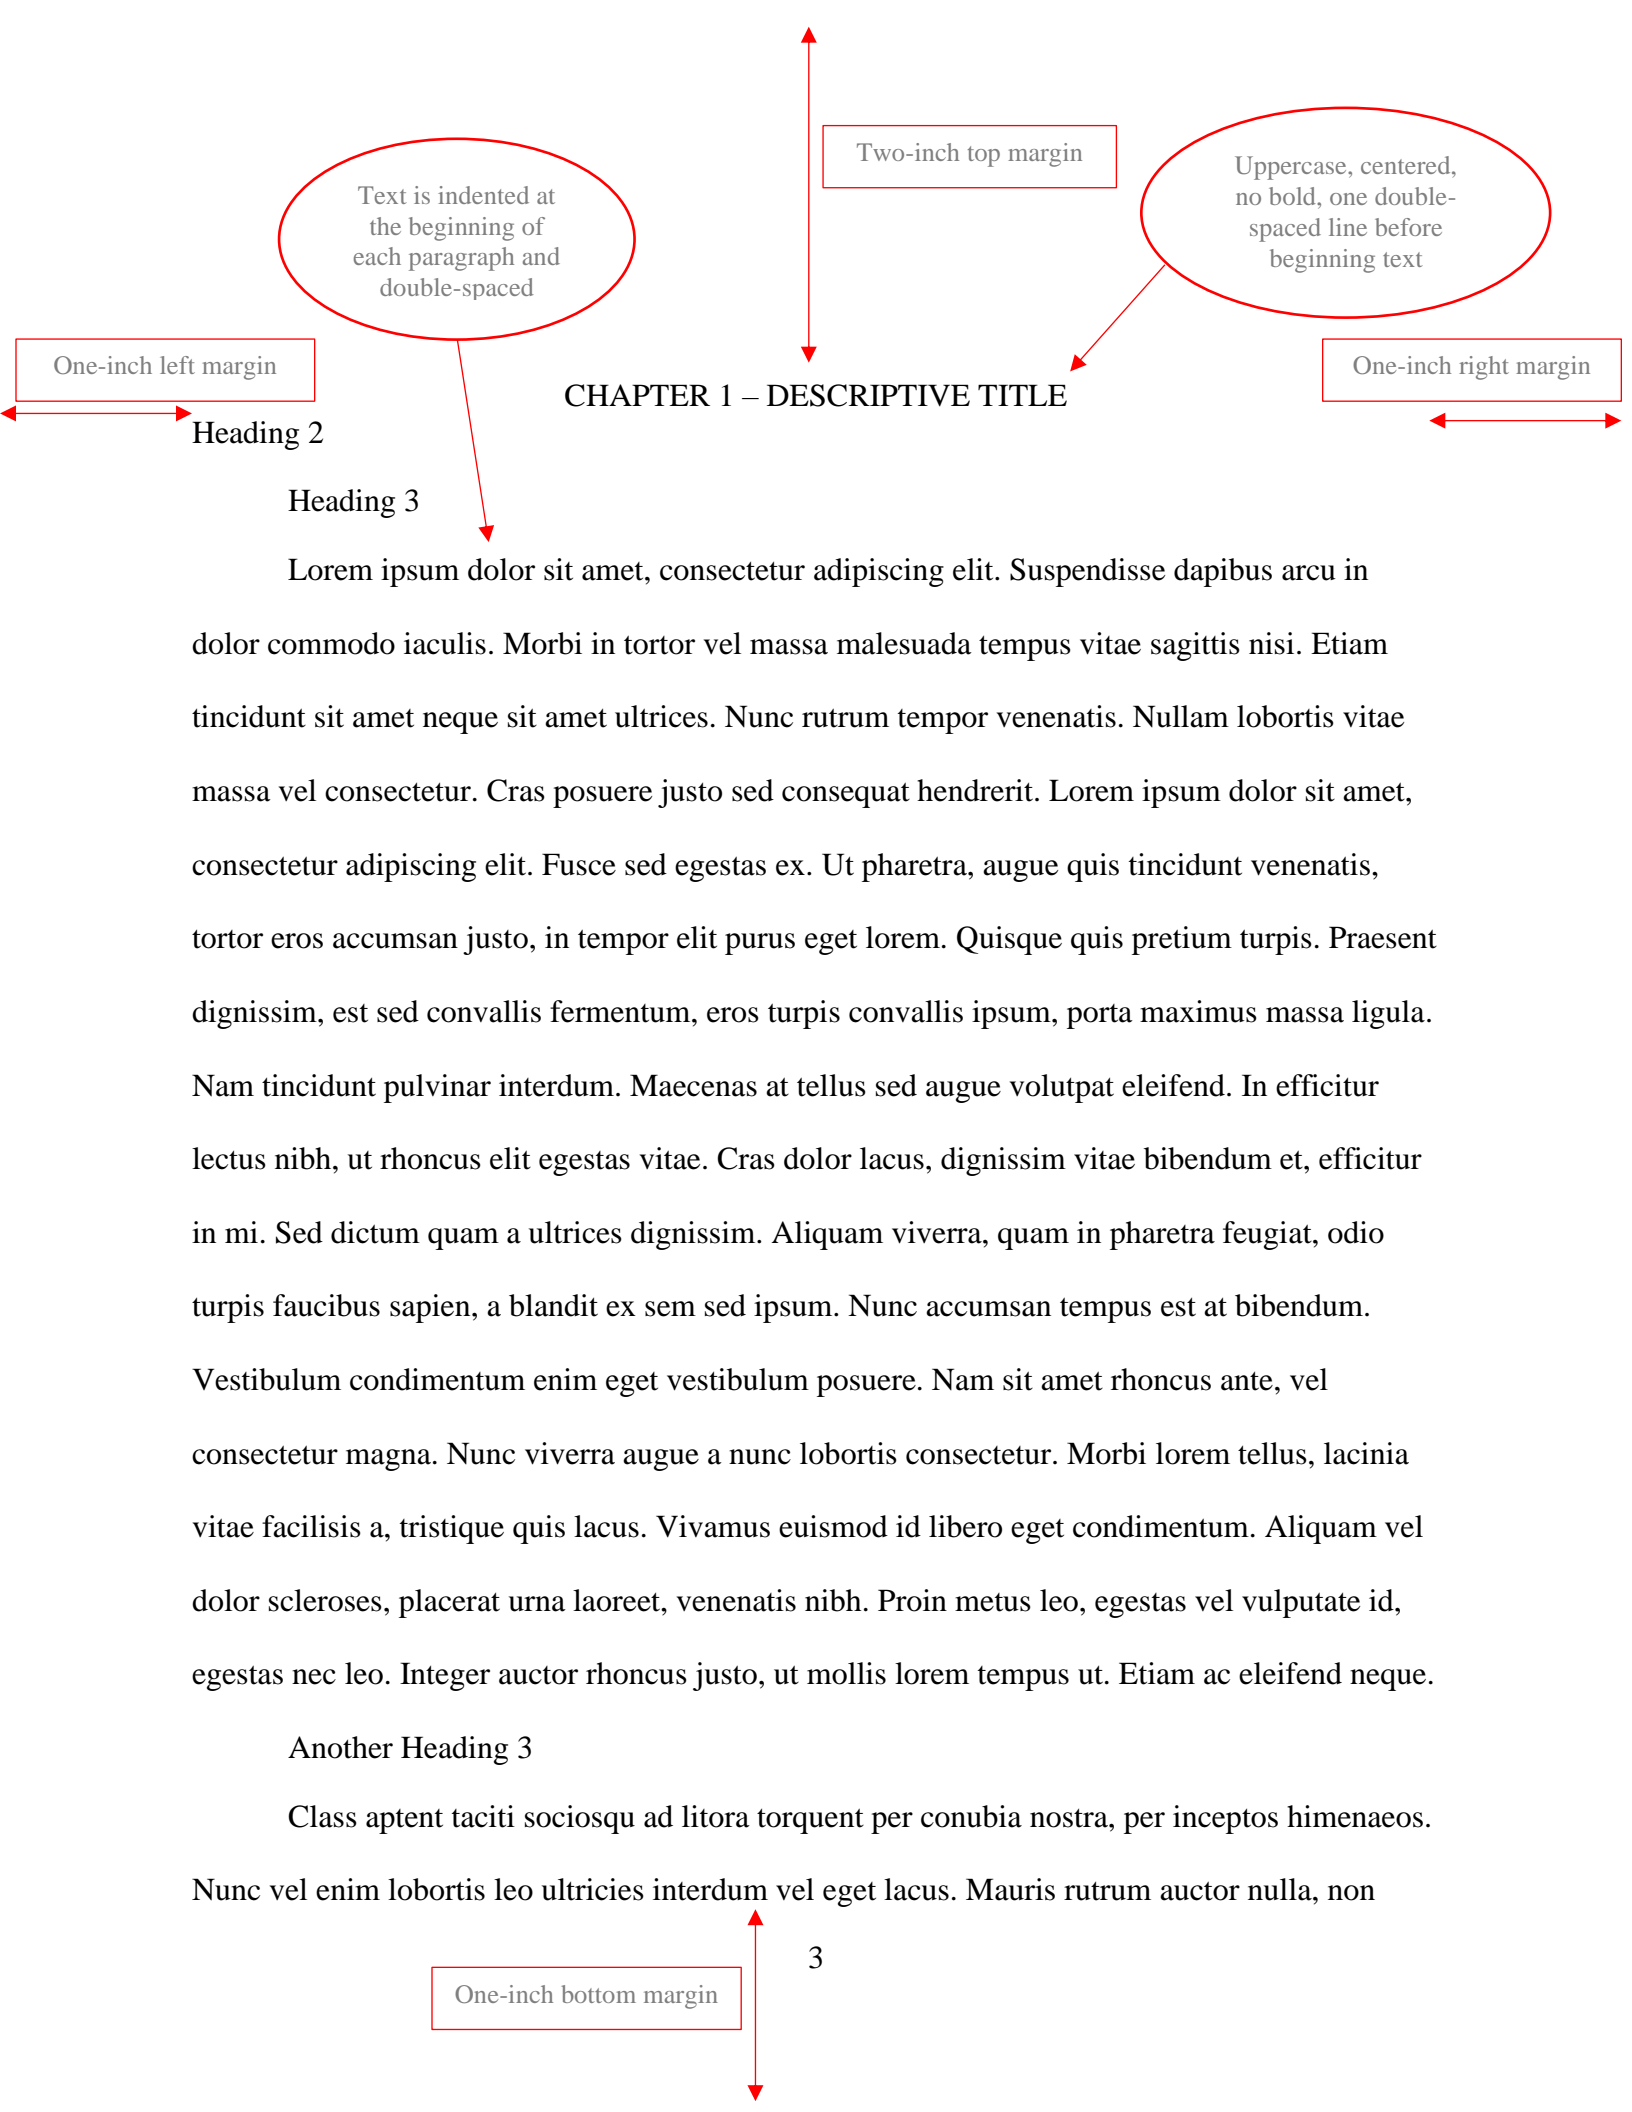 Two-inch top margin
Uppercase, centered,
no bold, one double-
spaced line before
beginning text
Text is indented at
the beginning of
each paragraph and
double-spaced
One-inch left margin
One-inch right margin
CHAPTER 1 – DESCRIPTIVE TITLE
Heading 2
Heading 3
Lorem ipsum dolor sit amet, consectetur adipiscing elit. Suspendisse dapibus arcu in
dolor commodo iaculis. Morbi in tortor vel massa malesuada tempus vitae sagittis nisi. Etiam
tincidunt sit amet neque sit amet ultrices. Nunc rutrum tempor venenatis. Nullam lobortis vitae
massa vel consectetur. Cras posuere justo sed consequat hendrerit. Lorem ipsum dolor sit amet,
consectetur adipiscing elit. Fusce sed egestas ex. Ut pharetra, augue quis tincidunt venenatis,
tortor eros accumsan justo, in tempor elit purus eget lorem. Quisque quis pretium turpis. Praesent
dignissim, est sed convallis fermentum, eros turpis convallis ipsum, porta maximus massa ligula.
Nam tincidunt pulvinar interdum. Maecenas at tellus sed augue volutpat eleifend. In efficitur
lectus nibh, ut rhoncus elit egestas vitae. Cras dolor lacus, dignissim vitae bibendum et, efficitur
in mi. Sed dictum quam a ultrices dignissim. Aliquam viverra, quam in pharetra feugiat, odio
turpis faucibus sapien, a blandit ex sem sed ipsum. Nunc accumsan tempus est at bibendum.
Vestibulum condimentum enim eget vestibulum posuere. Nam sit amet rhoncus ante, vel
consectetur magna. Nunc viverra augue a nunc lobortis consectetur. Morbi lorem tellus, lacinia
vitae facilisis a, tristique quis lacus. Vivamus euismod id libero eget condimentum. Aliquam vel
dolor scleroses, placerat urna laoreet, venenatis nibh. Proin metus leo, egestas vel vulputate id,
egestas nec leo. Integer auctor rhoncus justo, ut mollis lorem tempus ut. Etiam ac eleifend neque.
Another Heading 3
Class aptent taciti sociosqu ad litora torquent per conubia nostra, per inceptos himenaeos.
Nunc vel enim lobortis leo ultricies interdum vel eget lacus. Mauris rutrum auctor nulla, non
3
One-inch bottom margin